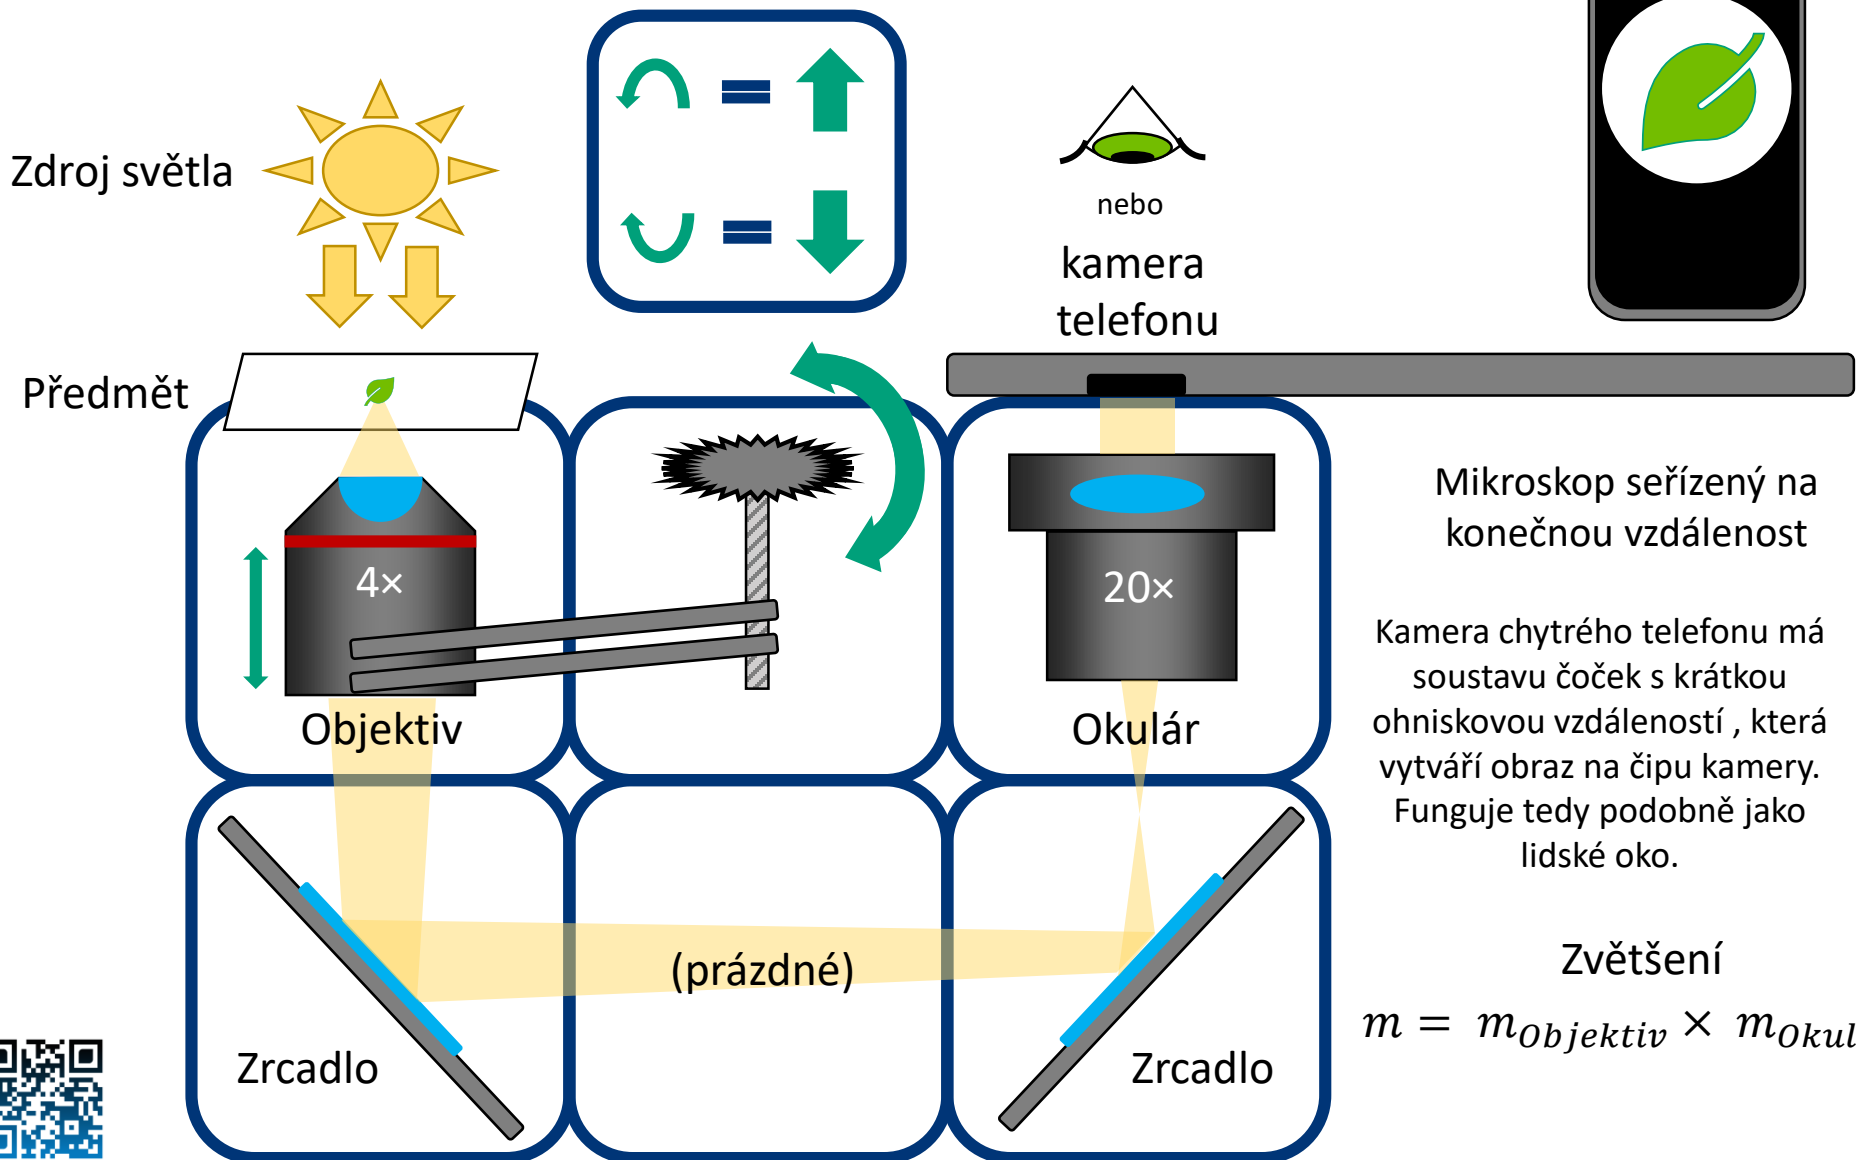 Zdroj světla
nebo
kamera
telefonu
Předmět
4×
20×
Objektiv
Okulár
Mikroskop seřízený na
konečnou vzdálenost
Kamera chytrého telefonu má
soustavu čoček s krátkou
ohniskovou vzdáleností , která
vytváří obraz na čipu kamery.
Funguje tedy podobně jako
lidské oko.
(prázdné)
Zvětšení
m = m_Objektiv × m_Okul
Zrcadlo
Zrcadlo